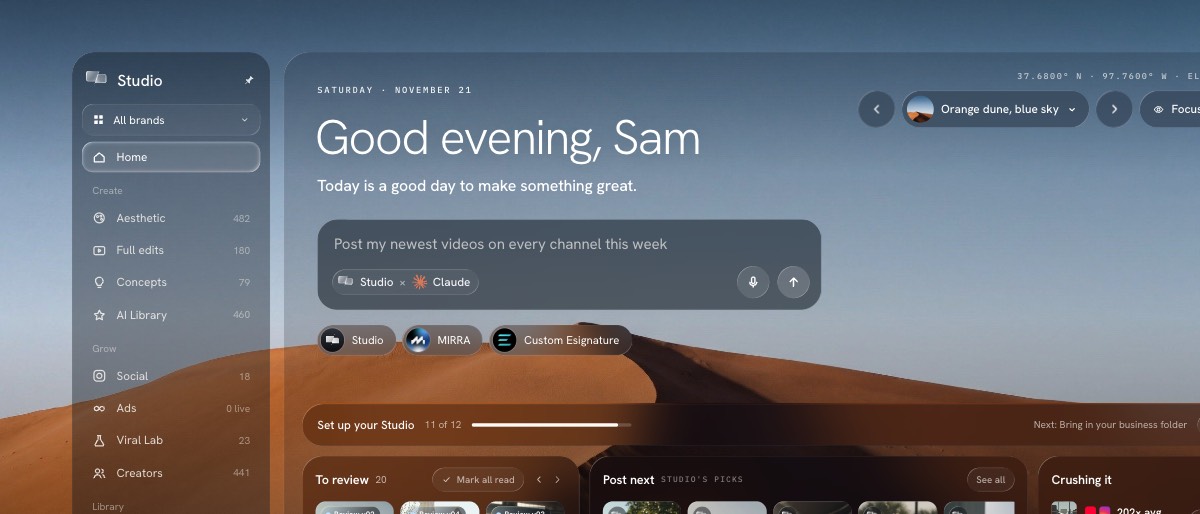 Studio
All brands
Home
Create
Aesthetic 482
Full edits 180
Concepts 79
AI Library 460
Grow
Social 18
Ads 0 live
Viral Lab 23
Creators 441
Library
SATURDAY · NOVEMBER 21
Good evening, Sam
Today is a good day to make something great.
37.6800° N · 97.7600° W · EL
Orange dune, blue sky
Focus
Post my newest videos on every channel this week
Studio × Claude
Studio MIRRA Custom Esignature
Set up your Studio 11 of 12
Next: Bring in your business folder
To review 20 Mark all read
Post next STUDIO'S PICKS See all
Crushing it
202x avg